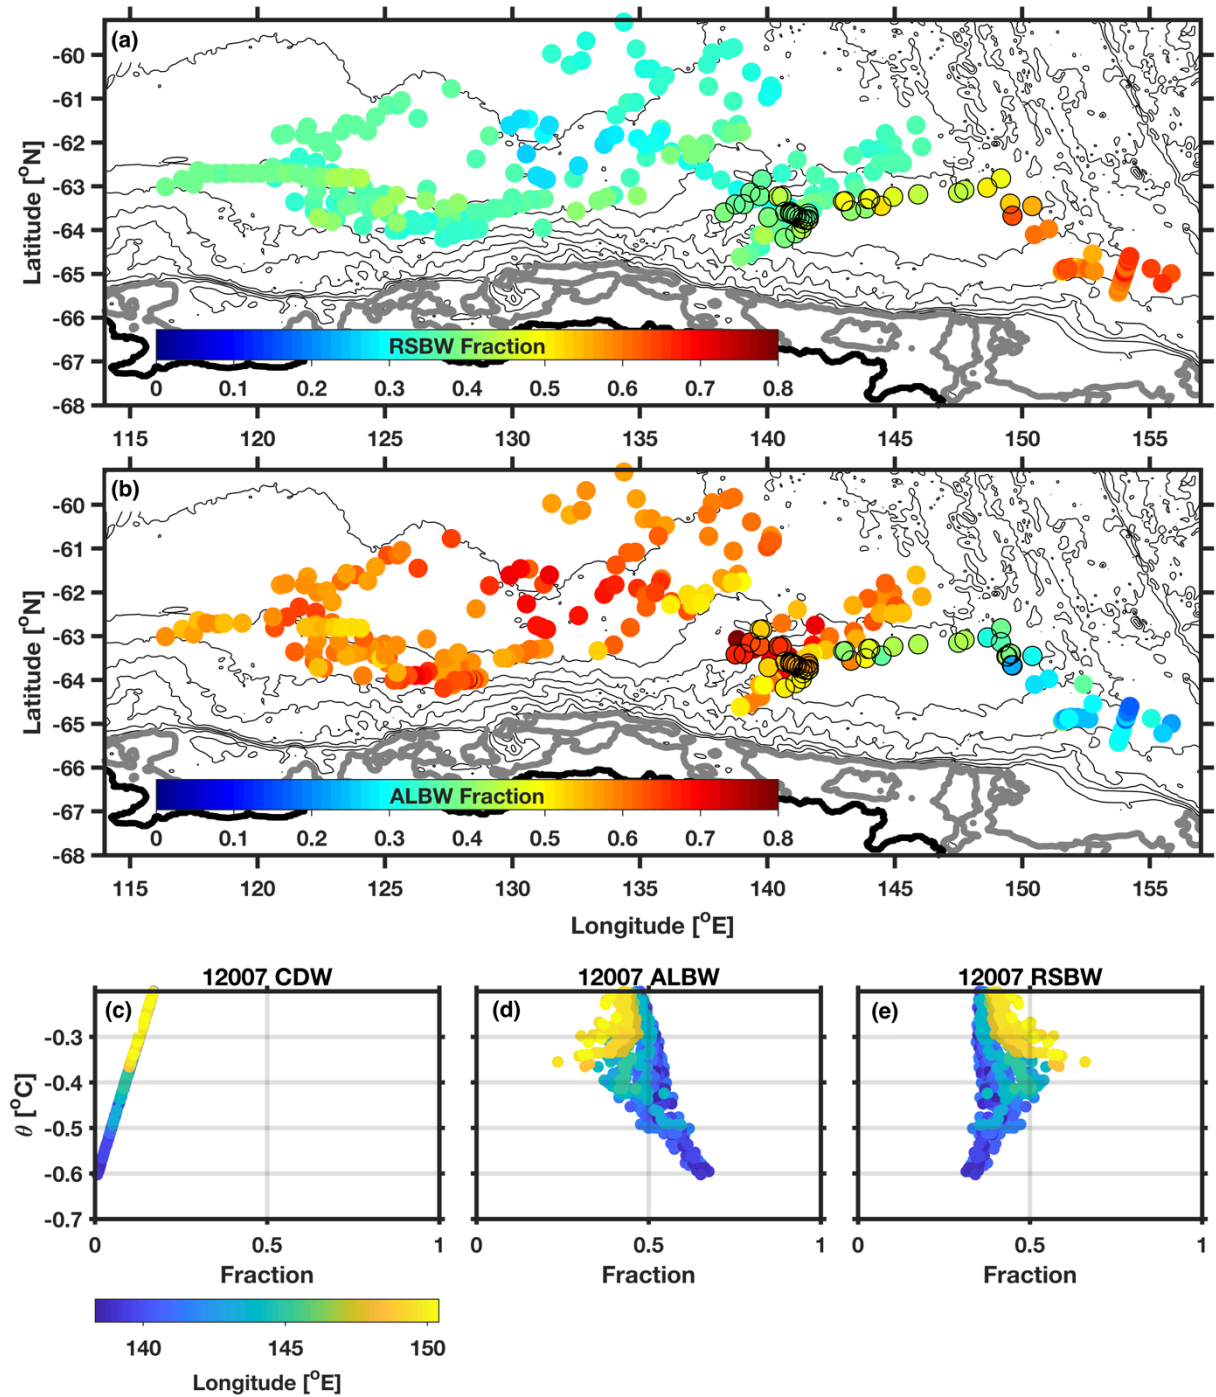 (a)
-60
-61
-62
-63
-64
-65
-66
-67
-68
Latitude [°N]
RSBW Fraction
0 0.1 0.2 0.3 0.4 0.5 0.6 0.7 0.8
115 120 125 130 135 140 145 150 155
(b)
-60
-61
-62
-63
-64
-65
-66
-67
-68
Latitude [°N]
ALBW Fraction
0 0.1 0.2 0.3 0.4 0.5 0.6 0.7 0.8
115 120 125 130 135 140 145 150 155
Longitude [°E]
12007 CDW 12007 ALBW 12007 RSBW
(c) (d) (e)
-0.3
-0.4
-0.5
-0.6
-0.7
θ [°C]
0 0.5 1 0 0.5 1 0 0.5 1
Fraction Fraction Fraction
140 145 150
Longitude [°E]